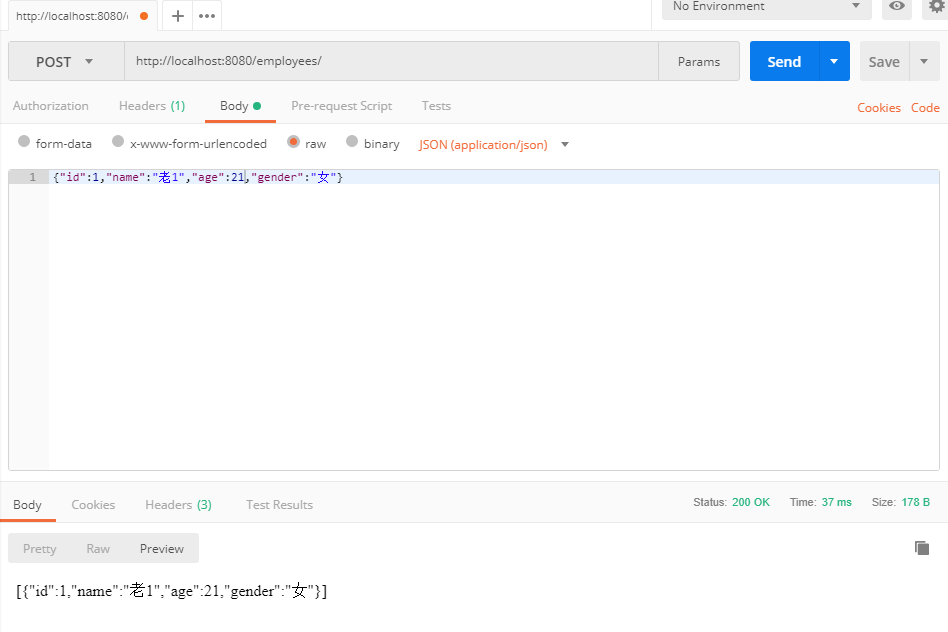 http://localhost:8080/ No Environment
POST http://localhost:8080/employees/ Params Send Save
Authorization Headers (1) Body Pre-request Script Tests Cookies Code
form-data x-www-form-urlencoded raw binary JSON (application/json)
1 {"id":1,"name":"老1","age":21,"gender":"女"}
Body Cookies Headers (3) Test Results Status: 200 OK Time: 37 ms Size: 178 B
Pretty Raw Preview
[{"id":1,"name":"老1","age":21,"gender":"女"}]